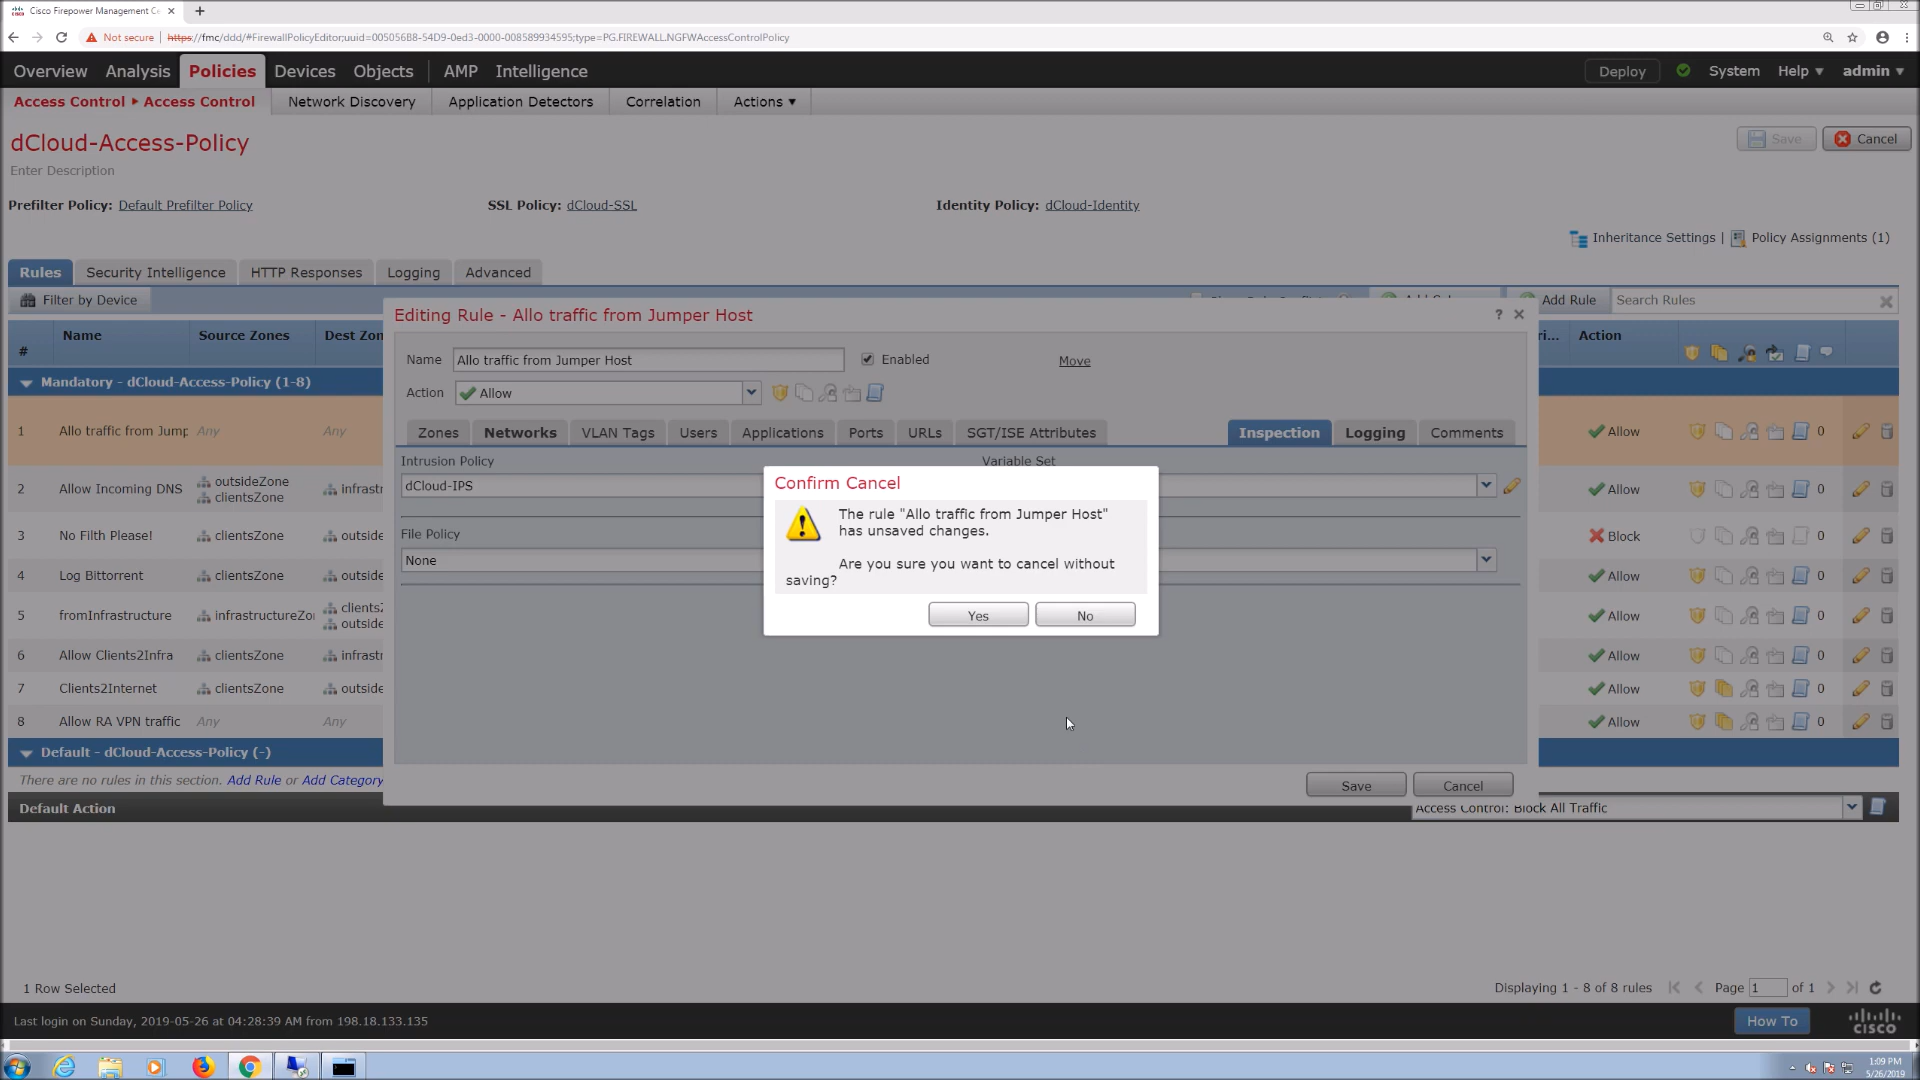 Cisco Firepower Management Ce
Not secure | https://fmc/ddd/#FirewallPolicyEditor;uuid=005056B8-54D9-0ed3-0000-008589934595;type=PG.FIREWALL.NGFWAccessControlPolicy
Overview Analysis Policies Devices Objects AMP Intelligence Deploy System Help admin
Access Control Access Control Network Discovery Application Detectors Correlation Actions
dCloud-Access-Policy Save Cancel
Enter Description
Prefilter Policy: Default Prefilter Policy SSL Policy: dCloud-SSL Identity Policy: dCloud-Identity
Inheritance Settings | Policy Assignments (1)
Rules Security Intelligence HTTP Responses Logging Advanced
Filter by Device Add Rule Search Rules
Editing Rule - Allo traffic from Jumper Host ?
# Name Source Zones Dest Zon ri... Action
Name Allo traffic from Jumper Host Enabled Move
Mandatory - dCloud-Access-Policy (1-8)
Action Allow
Zones Networks VLAN Tags Users Applications Ports URLs SGT/ISE Attributes Inspection Logging Comments
1 Allo traffic from Jump Any Any Allow 0
Intrusion Policy Variable Set
dCloud-IPS
2 Allow Incoming DNS outsideZone clientsZone infrastr Allow 0
Confirm Cancel
The rule "Allo traffic from Jumper Host"
has unsaved changes.
Are you sure you want to cancel without
saving?
Yes No
File Policy
None
3 No Filth Please! clientsZone outside Block 0
4 Log Bittorrent clientsZone outside Allow 0
5 fromInfrastructure infrastructureZo clients outside Allow 0
6 Allow Clients2Infra clientsZone infrastr Allow 0
7 Clients2Internet clientsZone outside Allow 0
8 Allow RA VPN traffic Any Any Allow 0
Default - dCloud-Access-Policy (-)
There are no rules in this section. Add Rule or Add Category
Save Cancel
Default Action Access Control: Block All Traffic
1 Row Selected Displaying 1 - 8 of 8 rules Page 1 of 1
Last login on Sunday, 2019-05-26 at 04:28:39 AM from 198.18.133.135 How To
CISCO
1:09 PM
5/26/2019